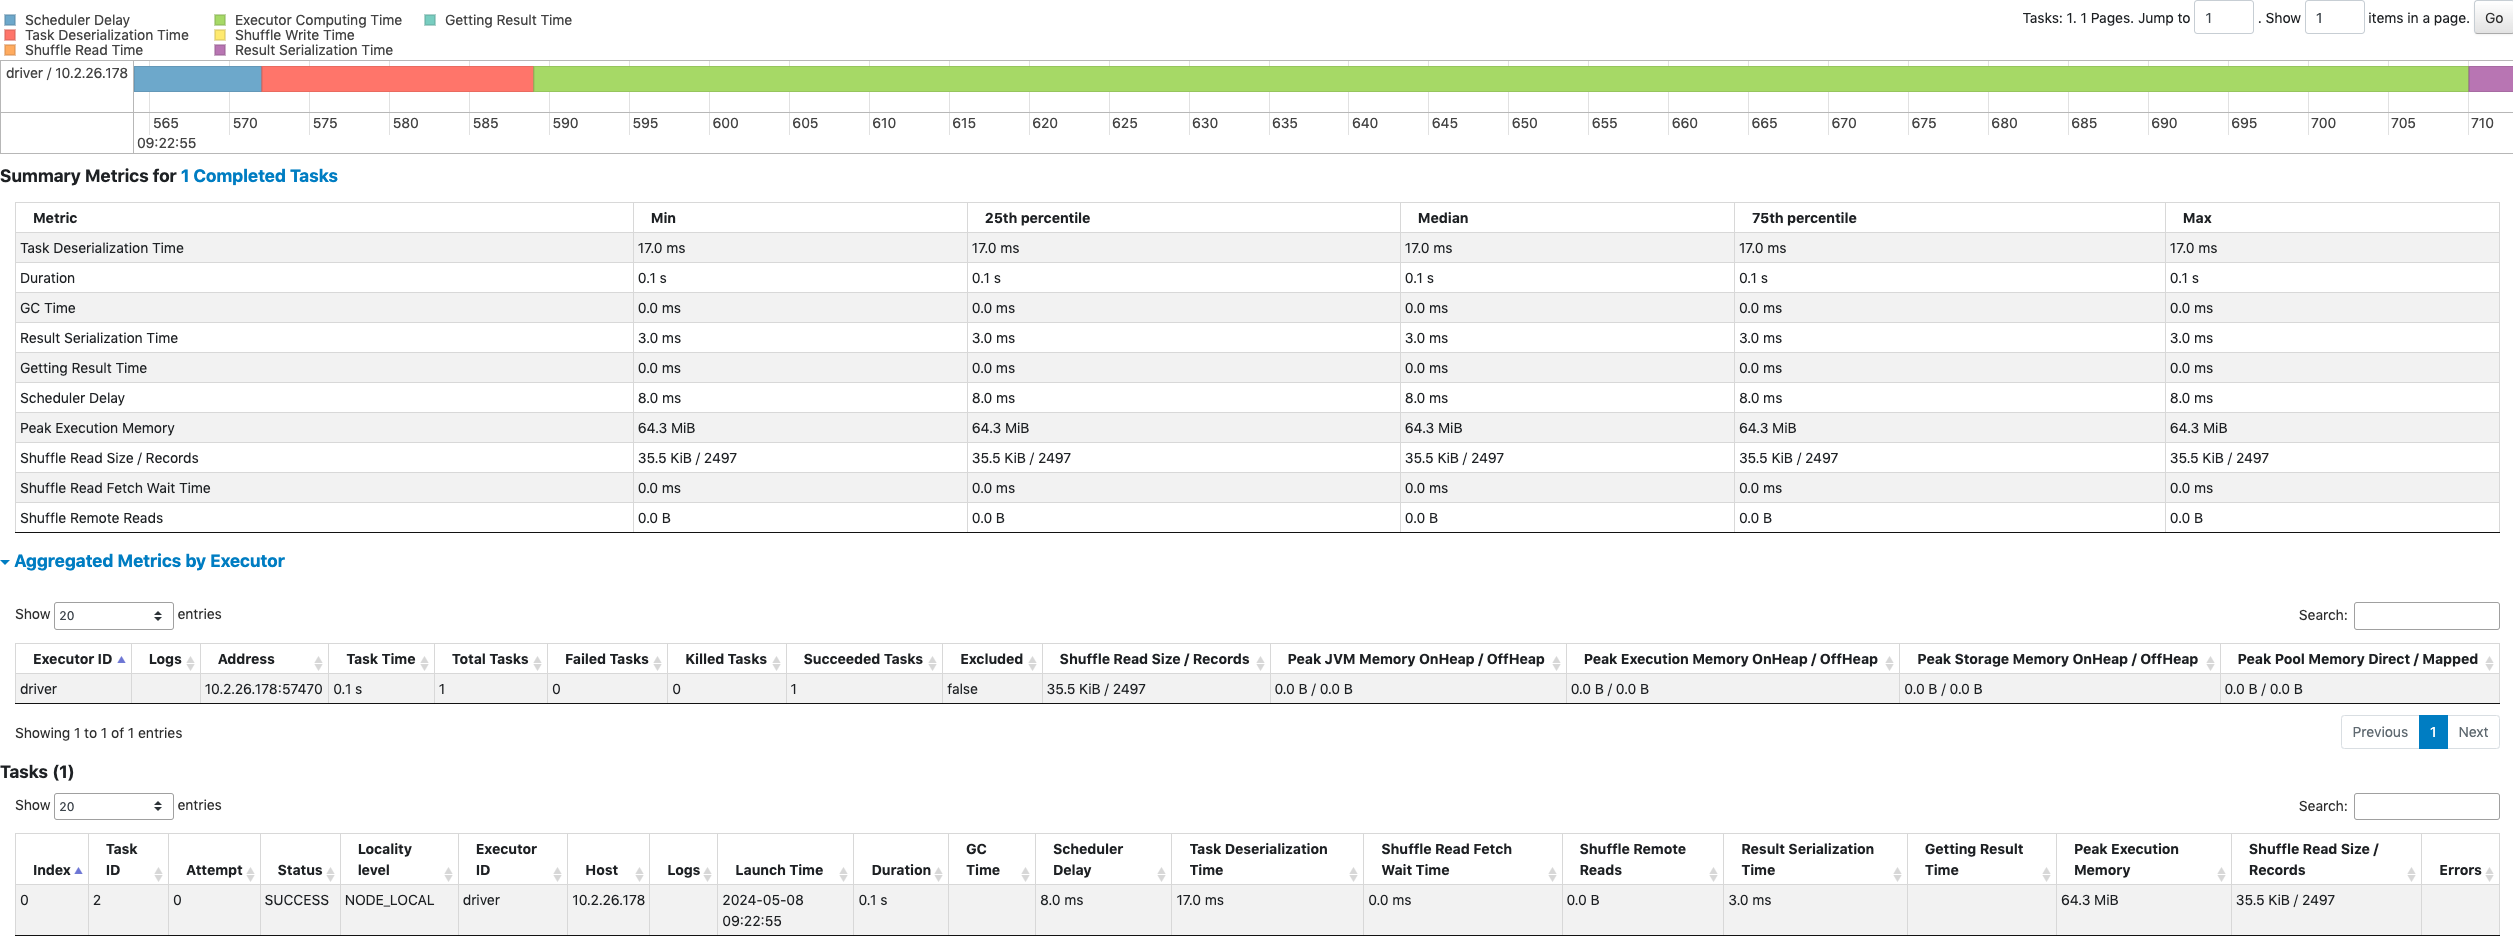 Scheduler Delay
Executor Computing Time
Getting Result Time
Task Deserialization Time
Shuffle Write Time
Shuffle Read Time
Result Serialization Time
Tasks: 1. 1 Pages. Jump to 1 . Show 1 items in a page. Go
driver / 10.2.26.178
565 570 575 580 585 590 595 600 605 610 615 620 625 630 635 640 645 650 655 660 665 670 675 680 685 690 695 700 705 710
09:22:55
Summary Metrics for 1 Completed Tasks
Metric Min 25th percentile Median 75th percentile Max
Task Deserialization Time 17.0 ms 17.0 ms 17.0 ms 17.0 ms 17.0 ms
Duration 0.1 s 0.1 s 0.1 s 0.1 s 0.1 s
GC Time 0.0 ms 0.0 ms 0.0 ms 0.0 ms 0.0 ms
Result Serialization Time 3.0 ms 3.0 ms 3.0 ms 3.0 ms 3.0 ms
Getting Result Time 0.0 ms 0.0 ms 0.0 ms 0.0 ms 0.0 ms
Scheduler Delay 8.0 ms 8.0 ms 8.0 ms 8.0 ms 8.0 ms
Peak Execution Memory 64.3 MiB 64.3 MiB 64.3 MiB 64.3 MiB 64.3 MiB
Shuffle Read Size / Records 35.5 KiB / 2497 35.5 KiB / 2497 35.5 KiB / 2497 35.5 KiB / 2497 35.5 KiB / 2497
Shuffle Read Fetch Wait Time 0.0 ms 0.0 ms 0.0 ms 0.0 ms 0.0 ms
Shuffle Remote Reads 0.0 B 0.0 B 0.0 B 0.0 B 0.0 B
Aggregated Metrics by Executor
Show 20 entries Search:
Executor ID Logs Address Task Time Total Tasks Failed Tasks Killed Tasks Succeeded Tasks Excluded Shuffle Read Size / Records Peak JVM Memory OnHeap / OffHeap Peak Execution Memory OnHeap / OffHeap Peak Storage Memory OnHeap / OffHeap Peak Pool Memory Direct / Mapped
driver 10.2.26.178:57470 0.1 s 1 0 0 1 false 35.5 KiB / 2497 0.0 B / 0.0 B 0.0 B / 0.0 B 0.0 B / 0.0 B 0.0 B / 0.0 B
Showing 1 to 1 of 1 entries Previous 1 Next
Tasks (1)
Show 20 entries Search:
Index Task ID Attempt Status Locality level Executor ID Host Logs Launch Time Duration GC Time Scheduler Delay Task Deserialization Time Shuffle Read Fetch Wait Time Shuffle Remote Reads Result Serialization Time Getting Result Time Peak Execution Memory Shuffle Read Size / Records Errors
0 2 0 SUCCESS NODE_LOCAL driver 10.2.26.178 2024-05-08 09:22:55 0.1 s 8.0 ms 17.0 ms 0.0 ms 0.0 B 3.0 ms 64.3 MiB 35.5 KiB / 2497